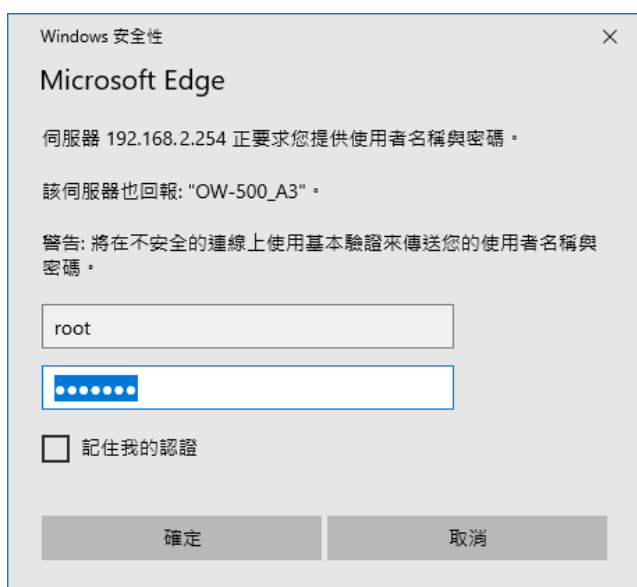 Windows 安全性
Microsoft Edge
伺服器 192.168.2.254 正要求您提供使用者名稱與密碼。
該伺服器也回報: "OW-500_A3"。
警告: 將在不安全的連線上使用基本驗證來傳送您的使用者名稱與
密碼。
root
●●●●●●●
記住我的認證
確定
取消